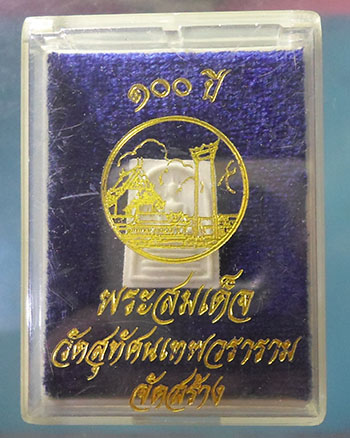 ๑๐๐ ปี
พระสมเด็จ
วัดสุทัศนเทพวราราม
จัดสร้าง